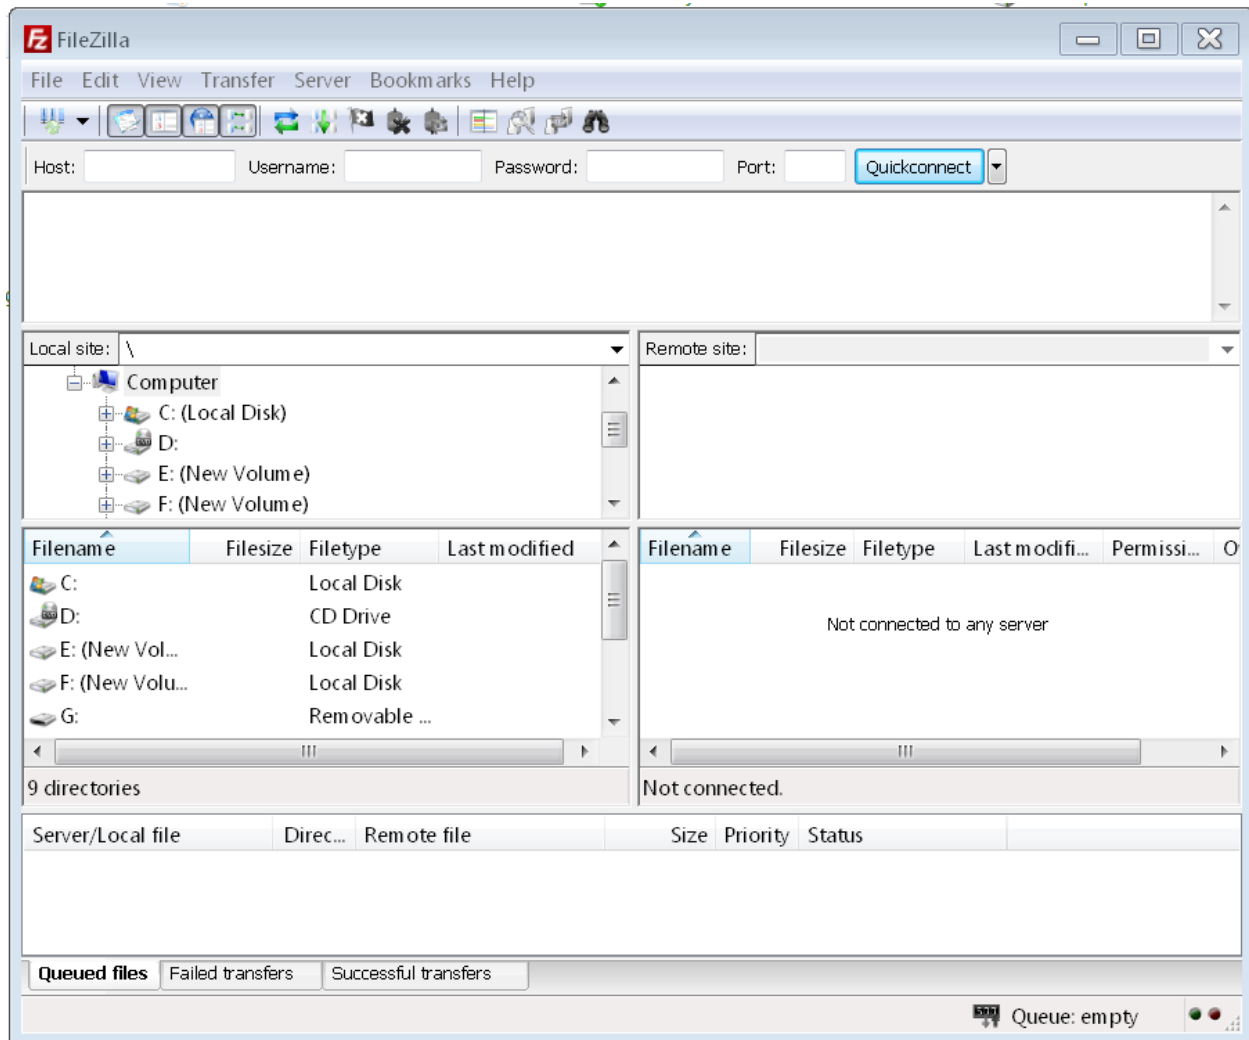 FileZilla
File Edit View Transfer Server Bookmarks Help
Host: Username: Password: Port: Quickconnect
Local site: \
Computer
C: (Local Disk)
D:
E: (New Volume)
F: (New Volume)
Remote site:
Filename Filesize Filetype Last modified
C: Local Disk
D: CD Drive
E: (New Vol... Local Disk
F: (New Volu... Local Disk
G: Removable ...
9 directories
Filename Filesize Filetype Last modifi... Permissi... O
Not connected to any server
Not connected.
Server/Local file Direc... Remote file Size Priority Status
Queued files Failed transfers Successful transfers
Queue: empty